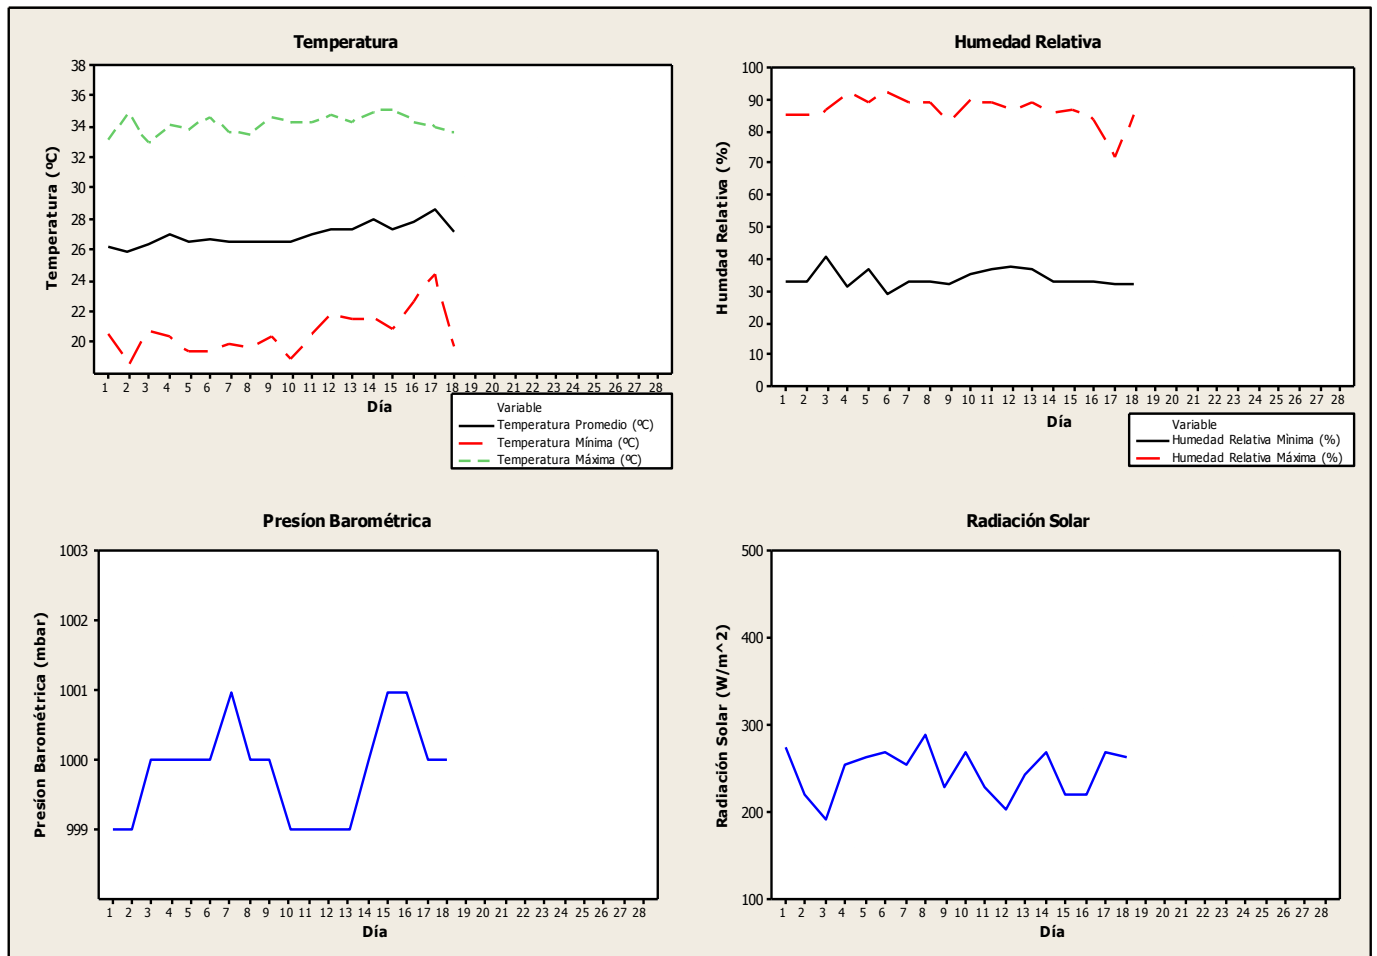 Temperatura
38
36
34
32
30
28
26
24
22
20
Temperatura (ºC)
1 2 3 4 5 6 7 8 9 10 11 12 13 14 15 16 17 18 19 20 21 22 23 24 25 26 27 28
Día
Variable
Temperatura Promedio (ºC)
Temperatura Mínima (ºC)
Temperatura Máxima (ºC)
Humedad Relativa
100
90
80
70
60
50
40
30
20
10
0
Humdad Relativa (%)
1 2 3 4 5 6 7 8 9 10 11 12 13 14 15 16 17 18 19 20 21 22 23 24 25 26 27 28
Día
Variable
Humedad Relativa Mìnima (%)
Humedad Relativa Máxima (%)
Presíon Barométrica
1003
1002
1001
1000
999
Presíon Barométrica (mbar)
1 2 3 4 5 6 7 8 9 10 11 12 13 14 15 16 17 18 19 20 21 22 23 24 25 26 27 28
Día
Radiación Solar
500
400
300
200
100
Radiación Solar (W/m^2)
1 2 3 4 5 6 7 8 9 10 11 12 13 14 15 16 17 18 19 20 21 22 23 24 25 26 27 28
Día